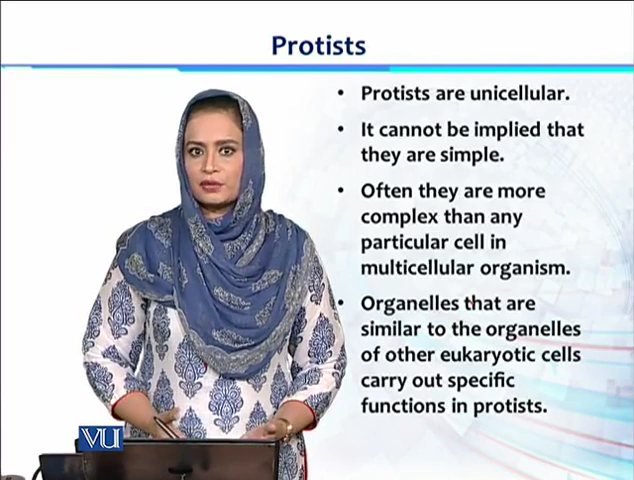 Protists
• Protists are unicellular.
• It cannot be implied that
they are simple.
• Often they are more
complex than any
particular cell in
multicellular organism.
• Organelles that are
similar to the organelles
of other eukaryotic cells
carry out specific
functions in protists.
VU